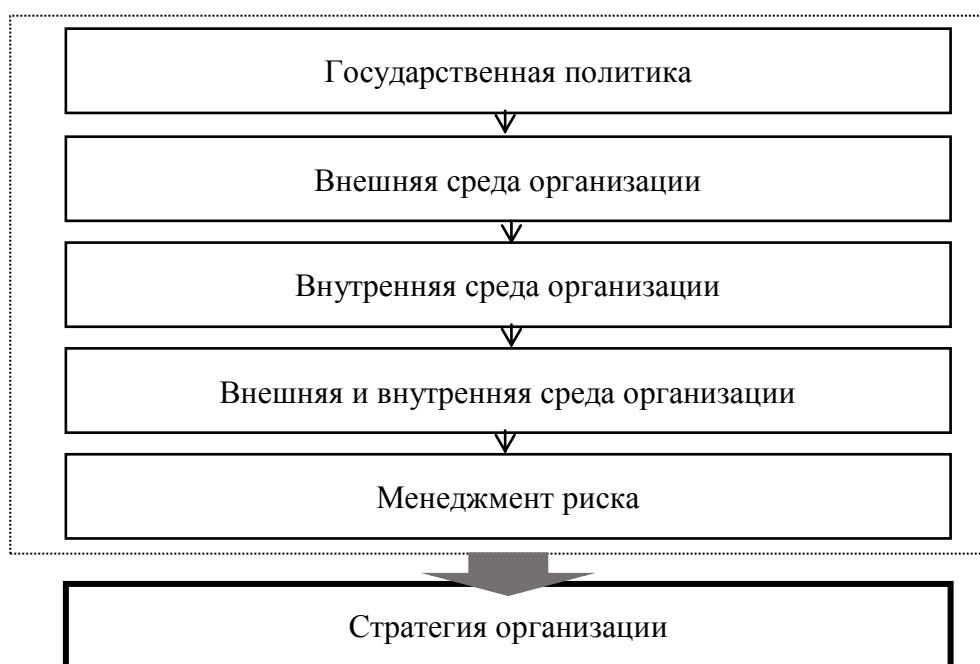 Государственная политика
Внешняя среда организации
Внутренняя среда организации
Внешняя и внутренняя среда организации
Менеджмент риска
Стратегия организации